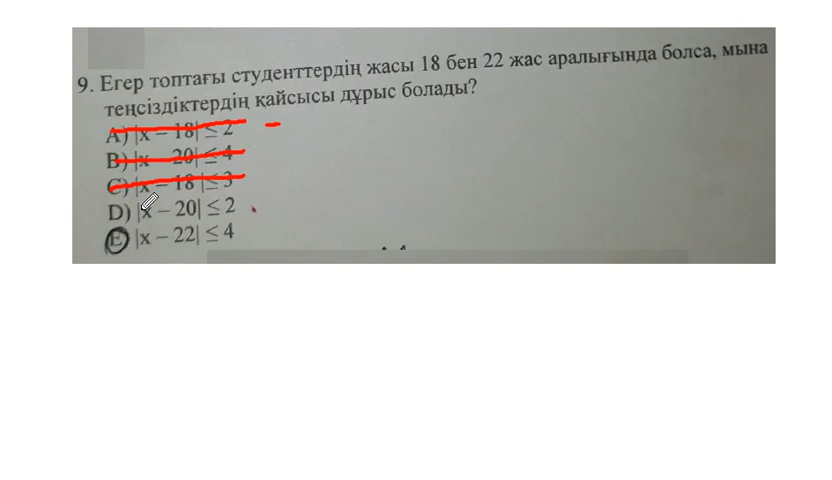 9. Егер топтағы студенттердің жасы 18 бен 22 жас аралығында болса, мына
теңсіздіктердің қайсысы дұрыс болады?
A) |x – 18| ≤ 2
B) |x – 20| ≤ 4
C) |x – 18 |≤ 3
D) |x – 20| ≤ 2
E) |x – 22| ≤ 4